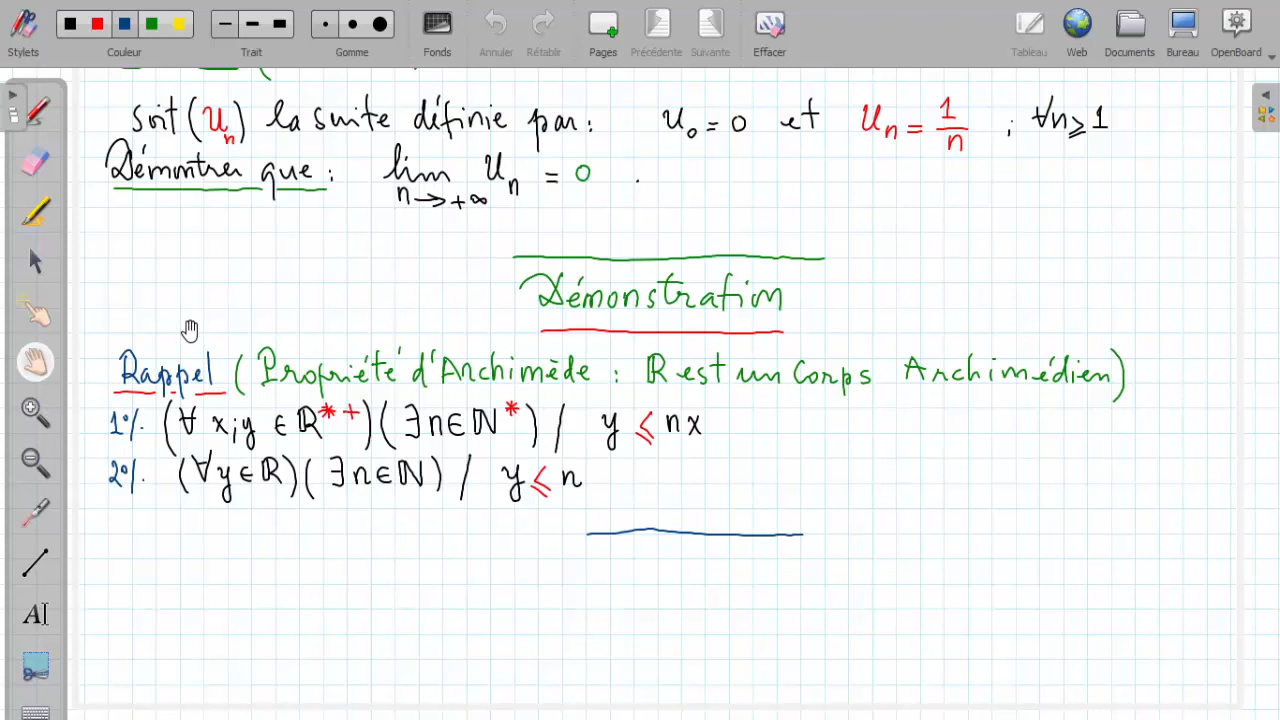 Stylets Couleur Trait Gomme Fonds Annuler Rétablir Pages Précédente Suivante Effacer Tableau Web Documents Bureau OpenBoard
soit (Un) la suite définie par : U₀ = 0 et Uₙ = 1/n ; ∀n ⩾ 1
Démontrer que : lim n→+∞ Uₙ = 0 .
Démonstration
Rappel (Propriété d'Archimède : R est un Corps Archimédien)
1°/. (∀ x;y ∈ ℝ*⁺)(∃n∈ℕ*) / y ⩽ nx
2°/. (∀y∈ℝ)(∃n∈ℕ) / y ⩽ n
AI